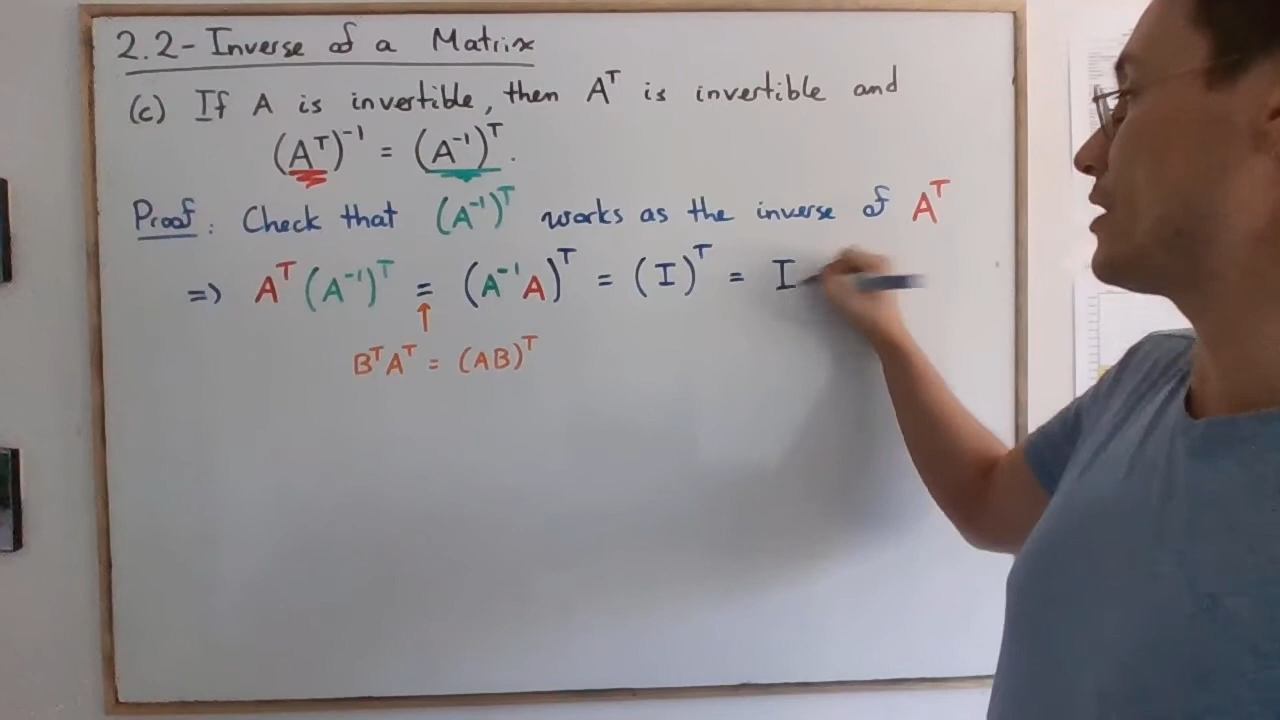 2.2 - Inverse of a Matrix
(c) If A is invertible, then Aᵀ is invertible and
(Aᵀ)⁻¹ = (A⁻¹)ᵀ.
Proof: Check that (A⁻¹)ᵀ works as the inverse of Aᵀ
=> Aᵀ(A⁻¹)ᵀ = (A⁻¹A)ᵀ = (I)ᵀ = I
↑
BᵀAᵀ = (AB)ᵀ